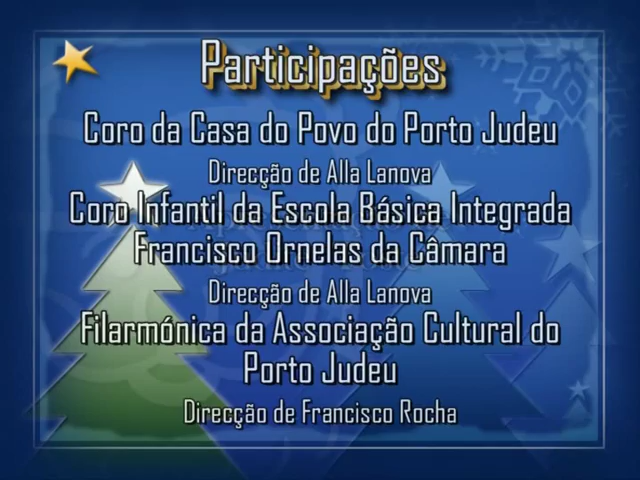 Participações
Coro da Casa do Povo do Porto Judeu
Direcção de Alla Lanova
Coro Infantil da Escola Básica Integrada
Francisco Ornelas da Câmara
Direcção de Alla Lanova
Filarmónica da Associação Cultural do
Porto Judeu
Direcção de Francisco Rocha